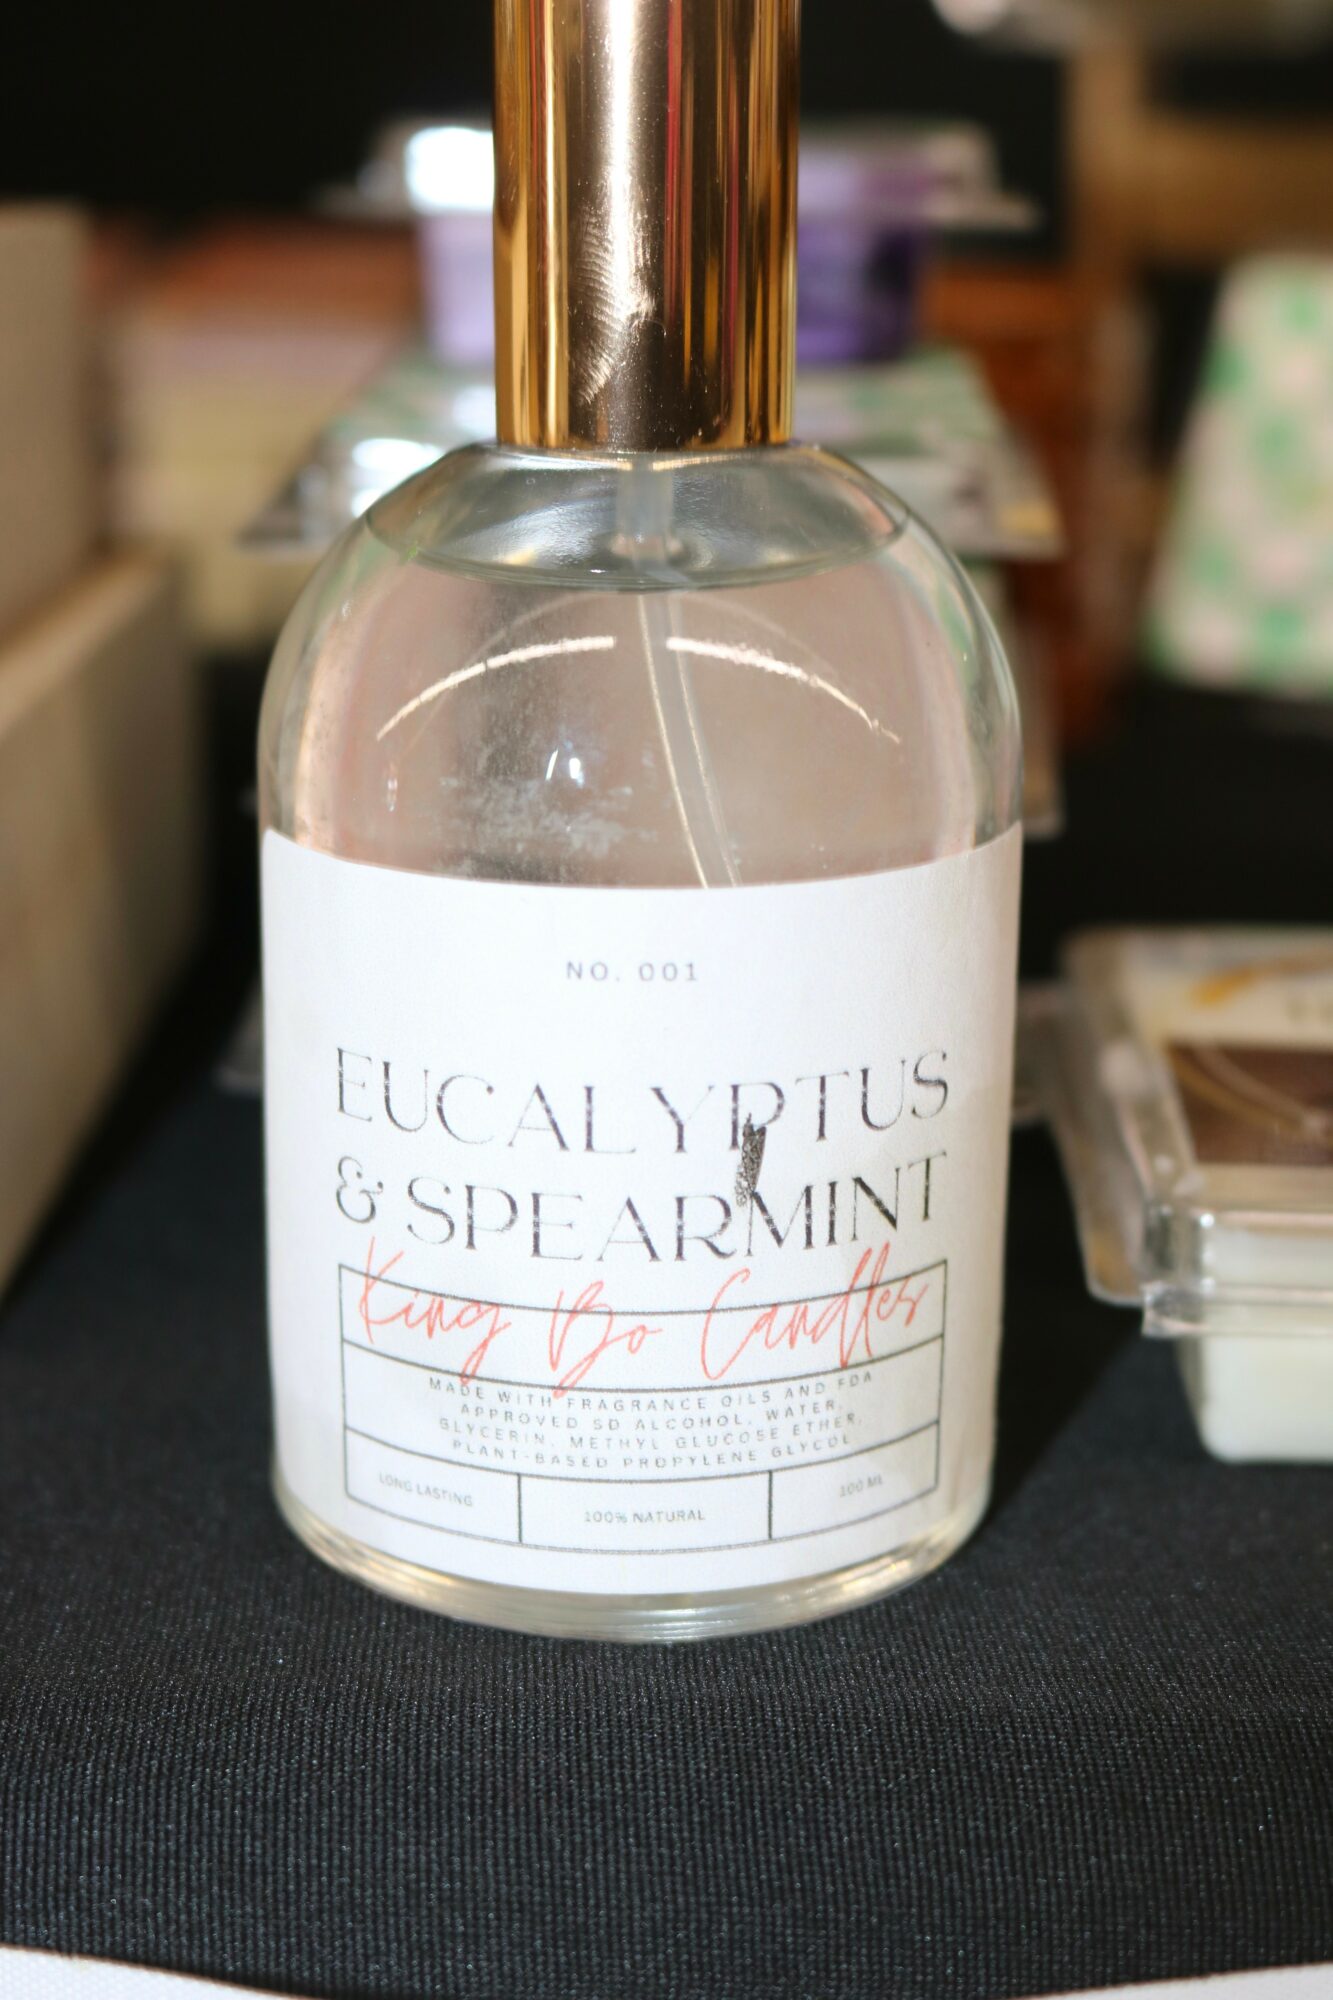 NO. 001
EUCALYPTUS
& SPEARMINT
King Bo Candles
MADE WITH FRAGRANCE OILS AND FDA
APPROVED SD ALCOHOL, WATER,
GLYCERIN, METHYL GLUCOSE ETHER,
PLANT-BASED PROPYLENE GLYCOL
LONG LASTING
100% NATURAL
100 ML